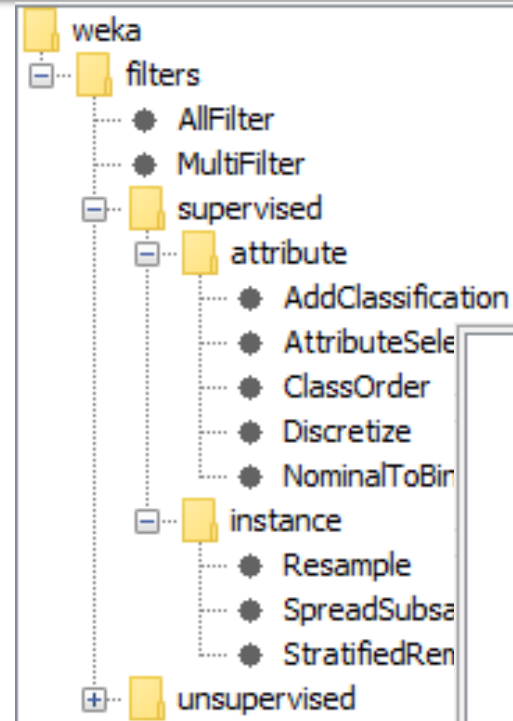 weka
filters
AllFilter
MultiFilter
supervised
attribute
AddClassification
AttributeSele
ClassOrder
Discretize
NominalToBin
instance
Resample
SpreadSubsa
StratifiedRem
unsupervised